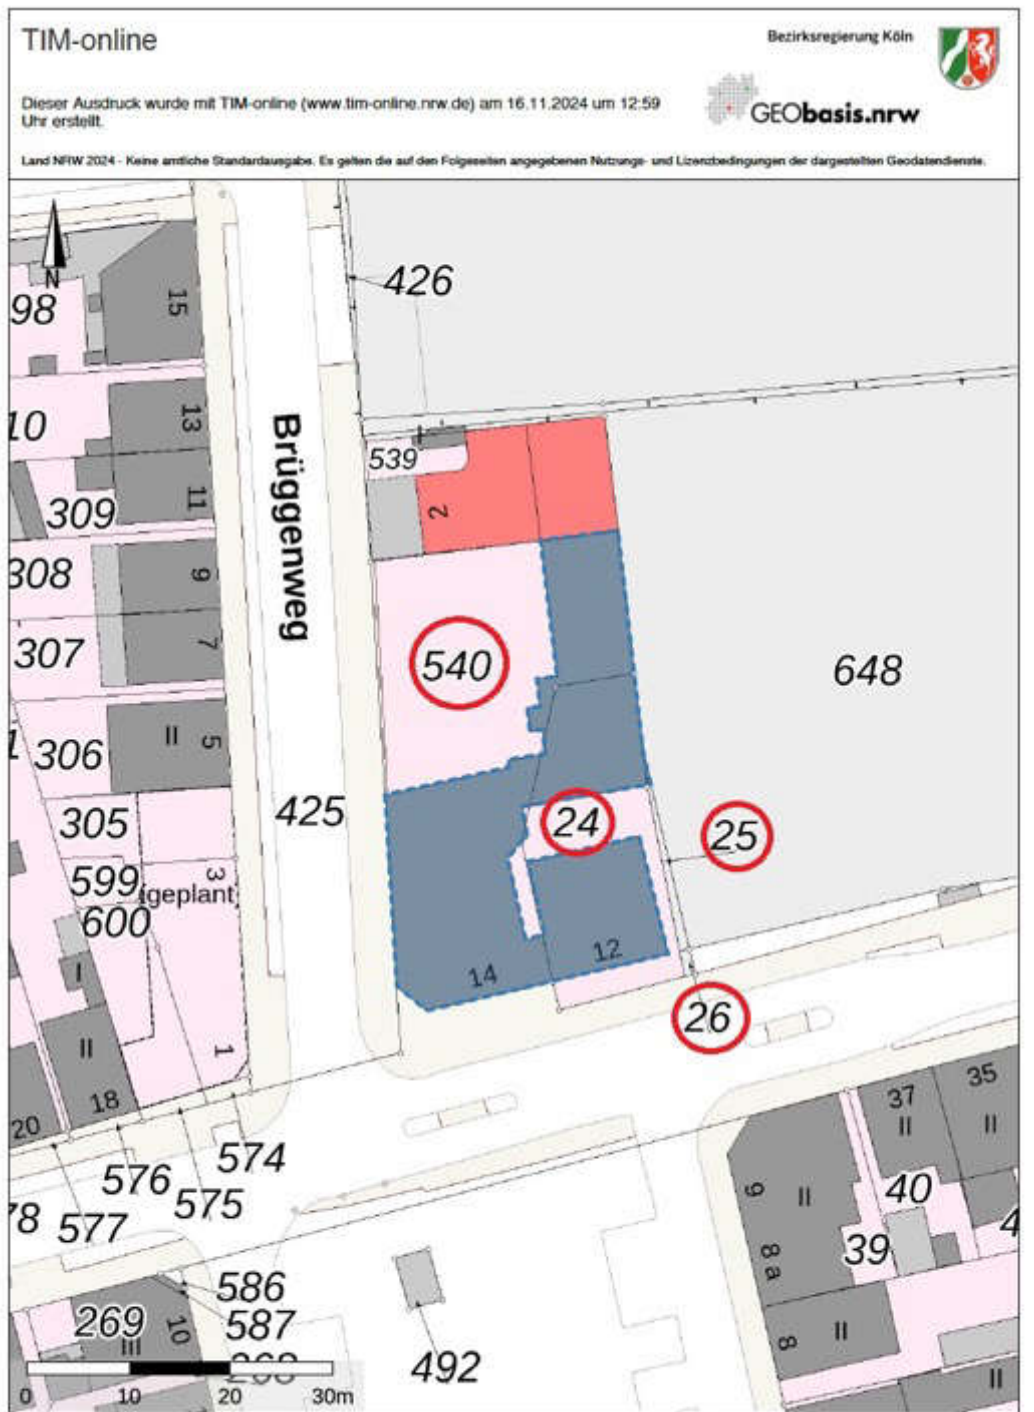 TIM-online
Bezirksregierung Köln
Dieser Ausdruck wurde mit TIM-online (www.tim-online.nrw.de) am 16.11.2024 um 12:59
Uhr erstellt.
GEObasis.nrw
Land NRW 2024 - Keine amtliche Standardausgabe. Es gelten die auf den Folgeseiten angegebenen Nutzungs- und Lizenzbedingungen der dargestellten Geodatendienste.
N
426
98
15
10
13
Brüggenweg
539
309
11
2
308
9
307
7
540
648
306
II
5
425
305
24
25
599
3
(geplant)
600
I
14
12
26
II
1
20
18
37
35
II
II
574
576
575
78
577
9
II
40
8 a
39
4
586
587
269
III
10
268
492
8
II
II
0
10
20
30m